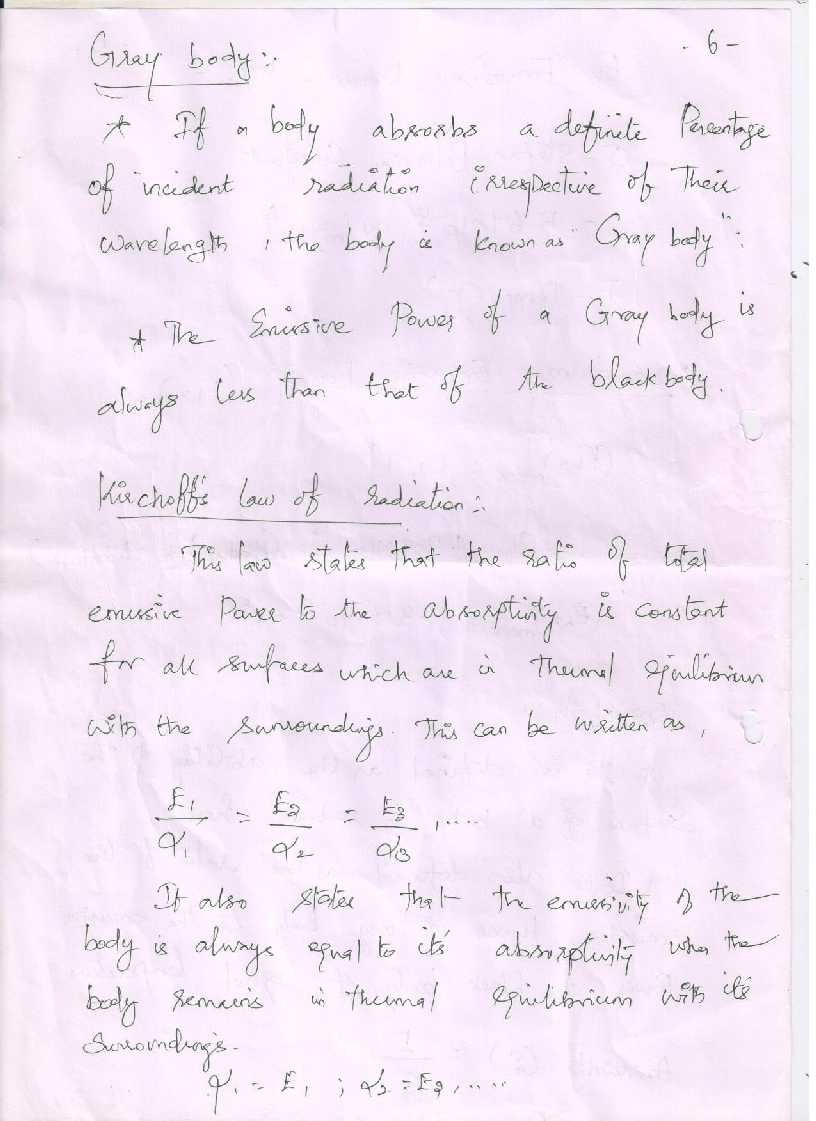 Gray body :- - 6 -
* If a body absorbs a definite Percentage
of incident radiation irrespective of their
wavelength, the body is known as "Gray body":
* The Emissive Power of a Gray body is
always less than that of the blackbody.
Kirchoff's law of radiation :-
This law states that the ratio of total
emissive Power to the absorptivity is constant
for all surfaces which are in thermal equilibrium
with the surroundings. This can be written as,
E₁/α₁ = E₂/α₂ = E₃/α₃ ,....
It also states that the emissivity of the
body is always equal to its absorptivity when the
body remains in thermal equilibrium with its
surroundings.
α₁ = E₁ ; α₂ = E₂ , ....